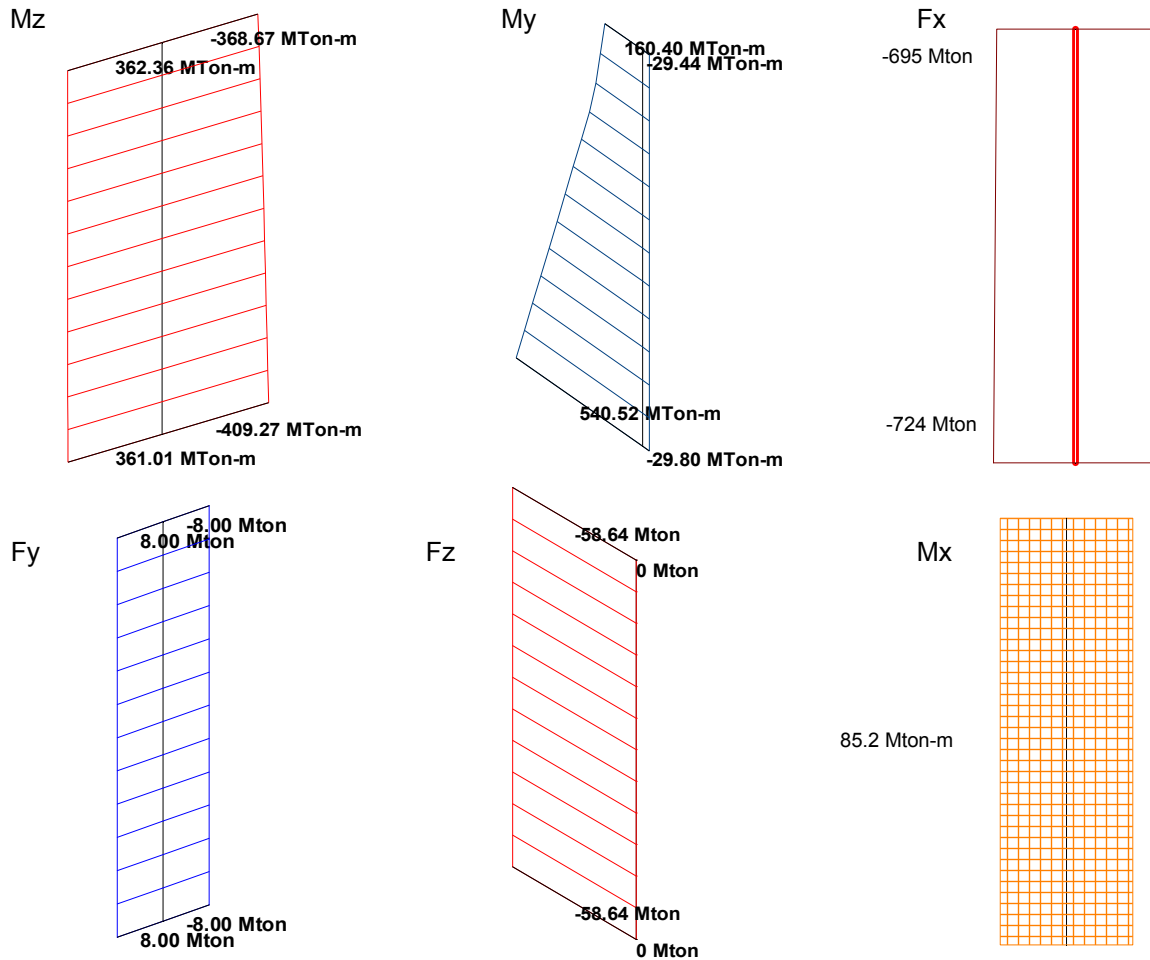 Mz
-368.67 MTon-m
362.36 MTon-m
-409.27 MTon-m
361.01 MTon-m
My
160.40 MTon-m
-29.44 MTon-m
540.52 MTon-m
-29.80 MTon-m
Fx
-695 Mton
-724 Mton
Fy
-8.00 Mton
8.00 Mton
-8.00 Mton
8.00 Mton
Fz
-58.64 Mton
0 Mton
-58.64 Mton
0 Mton
Mx
85.2 Mton-m